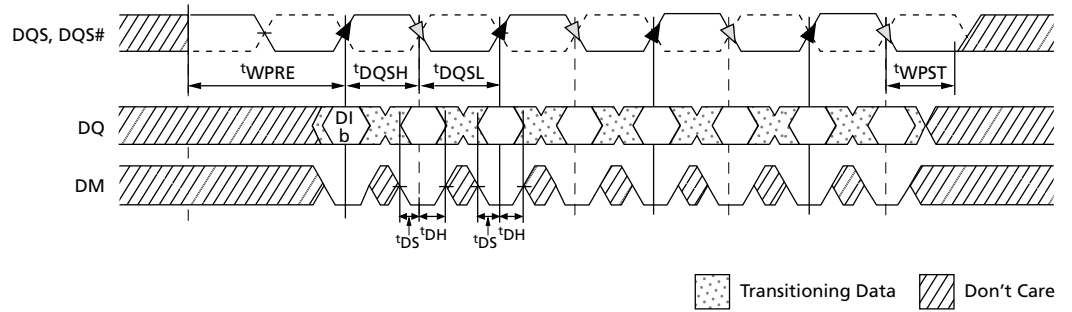 DQS, DQS#
tWPRE tDQSH tDQSL tWPST
DQ
DI
b
DM
tDS tDH tDS tDH
Transitioning Data Don't Care